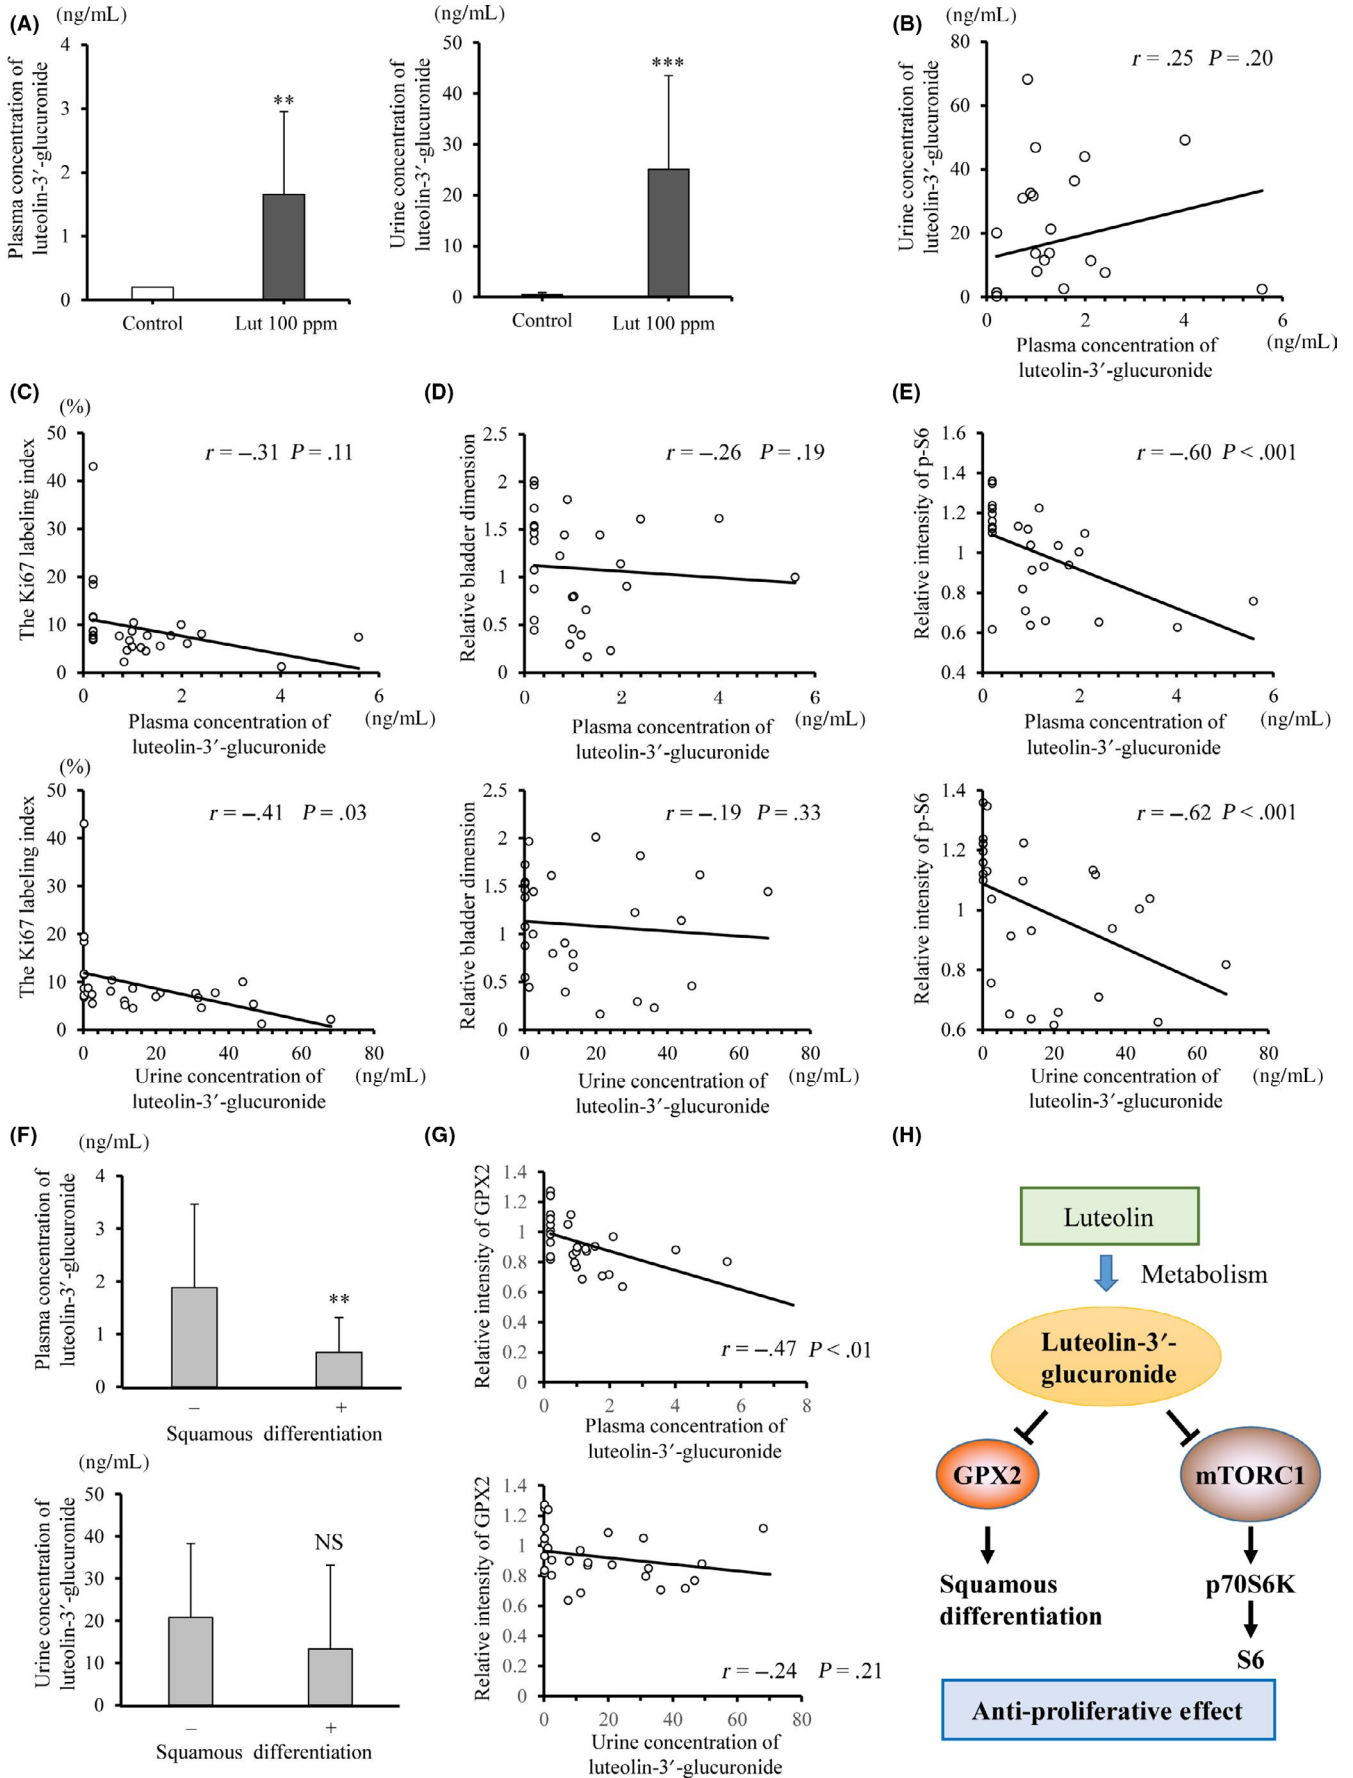 (A)
(ng/mL)
Plasma concentration of
luteolin-3′-glucuronide
4
3
2
1
0
**
Control
Lut 100 ppm
(ng/mL)
Urine concentration of
luteolin-3′-glucuronide
50
40
30
20
10
0
***
Control
Lut 100 ppm
(B)
(ng/mL)
Urine concentration of
luteolin-3′-glucuronide
80
60
40
20
0
r = .25 P = .20
0 2 4 6
Plasma concentration of
luteolin-3′-glucuronide
(ng/mL)
(C)
(%)
The Ki67 labeling index
50
40
30
20
10
0
r = –.31 P = .11
0 2 4 6
Plasma concentration of
luteolin-3′-glucuronide
(ng/mL)
(%)
The Ki67 labeling index
50
40
30
20
10
0
r = –.41 P = .03
0 20 40 60 80
Urine concentration of
luteolin-3′-glucuronide
(ng/mL)
(D)
Relative bladder dimension
2.5
2
1.5
1
0.5
0
r = –.26 P = .19
0 2 4 6
Plasma concentration of
luteolin-3′-glucuronide
(ng/mL)
Relative bladder dimension
2.5
2
1.5
1
0.5
0
r = –.19 P = .33
0 20 40 60 80
Urine concentration of
luteolin-3′-glucuronide
(ng/mL)
(E)
Relative intensity of p-S6
1.6
1.4
1.2
1
0.8
0.6
0.4
r = –.60 P < .001
0 2 4 6
Plasma concentration of
luteolin-3′-glucuronide
(ng/mL)
Relative intensity of p-S6
1.4
1.2
1
0.8
0.6
r = –.62 P < .001
0 20 40 60 80
Urine concentration of
luteolin-3′-glucuronide
(ng/mL)
(F)
(ng/mL)
Plasma concentration of
luteolin-3′-glucuronide
4
3
2
1
0
**
– +
Squamous differentiation
(ng/mL)
Urine concentration of
luteolin-3′-glucuronide
50
40
30
20
10
0
NS
– +
Squamous differentiation
(G)
Relative intensity of GPX2
1.4
1.2
1
0.8
0.6
0.4
0.2
0
r = –.47 P < .01
0 2 4 6 8
Plasma concentration of
luteolin-3′-glucuronide
Relative intensity of GPX2
1.4
1.2
1
0.8
0.6
0.4
0.2
0
r = –.24 P = .21
0 20 40 60 80
Urine concentration of
luteolin-3′-glucuronide
(H)
Luteolin
Metabolism
Luteolin-3′-
glucuronide
GPX2
mTORC1
Squamous
differentiation
p70S6K
S6
Anti-proliferative effect